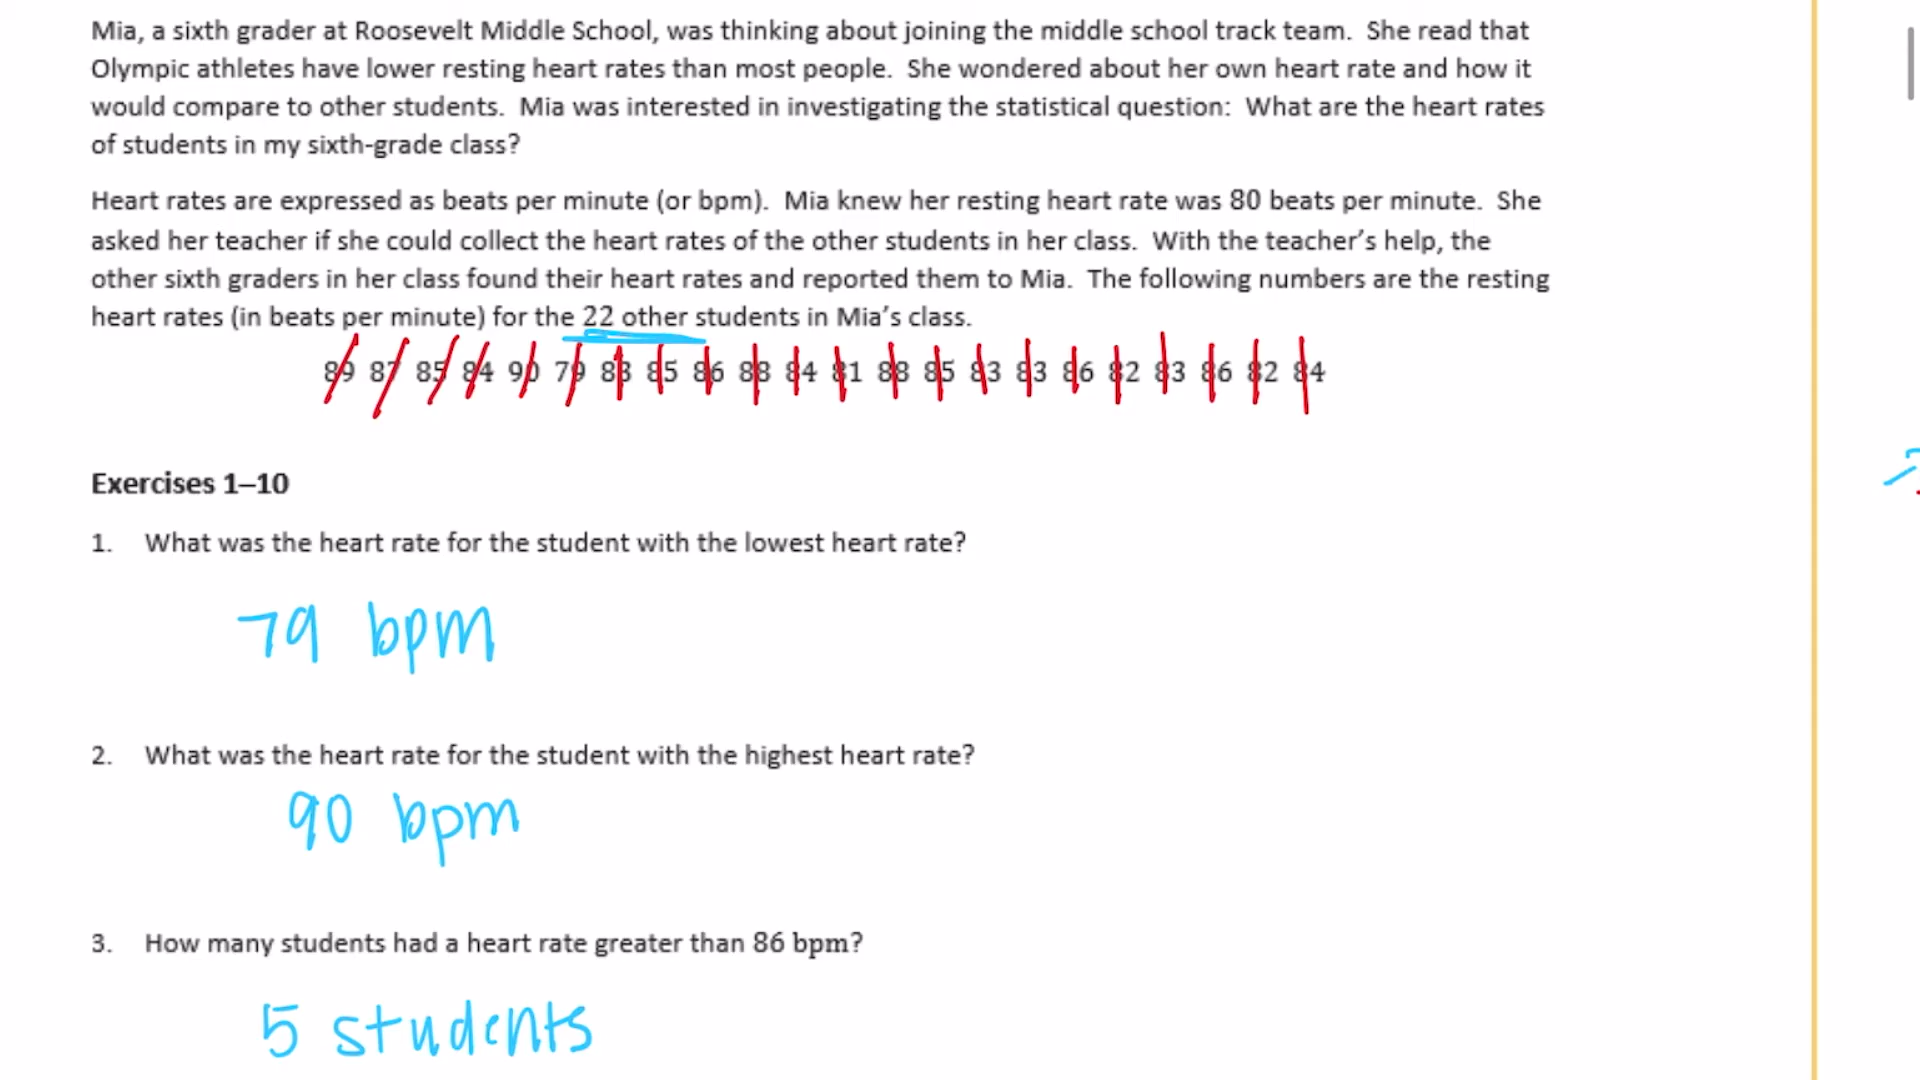 Mia, a sixth grader at Roosevelt Middle School, was thinking about joining the middle school track team. She read that
Olympic athletes have lower resting heart rates than most people. She wondered about her own heart rate and how it
would compare to other students. Mia was interested in investigating the statistical question: What are the heart rates
of students in my sixth-grade class?
Heart rates are expressed as beats per minute (or bpm). Mia knew her resting heart rate was 80 beats per minute. She
asked her teacher if she could collect the heart rates of the other students in her class. With the teacher’s help, the
other sixth graders in her class found their heart rates and reported them to Mia. The following numbers are the resting
heart rates (in beats per minute) for the 22 other students in Mia’s class.
89 87 85 84 90 79 83 85 86 88 84 81 88 85 83 83 86 82 83 86 82 84
Exercises 1–10
1. What was the heart rate for the student with the lowest heart rate?
79 bpm
2. What was the heart rate for the student with the highest heart rate?
90 bpm
3. How many students had a heart rate greater than 86 bpm?
5 students